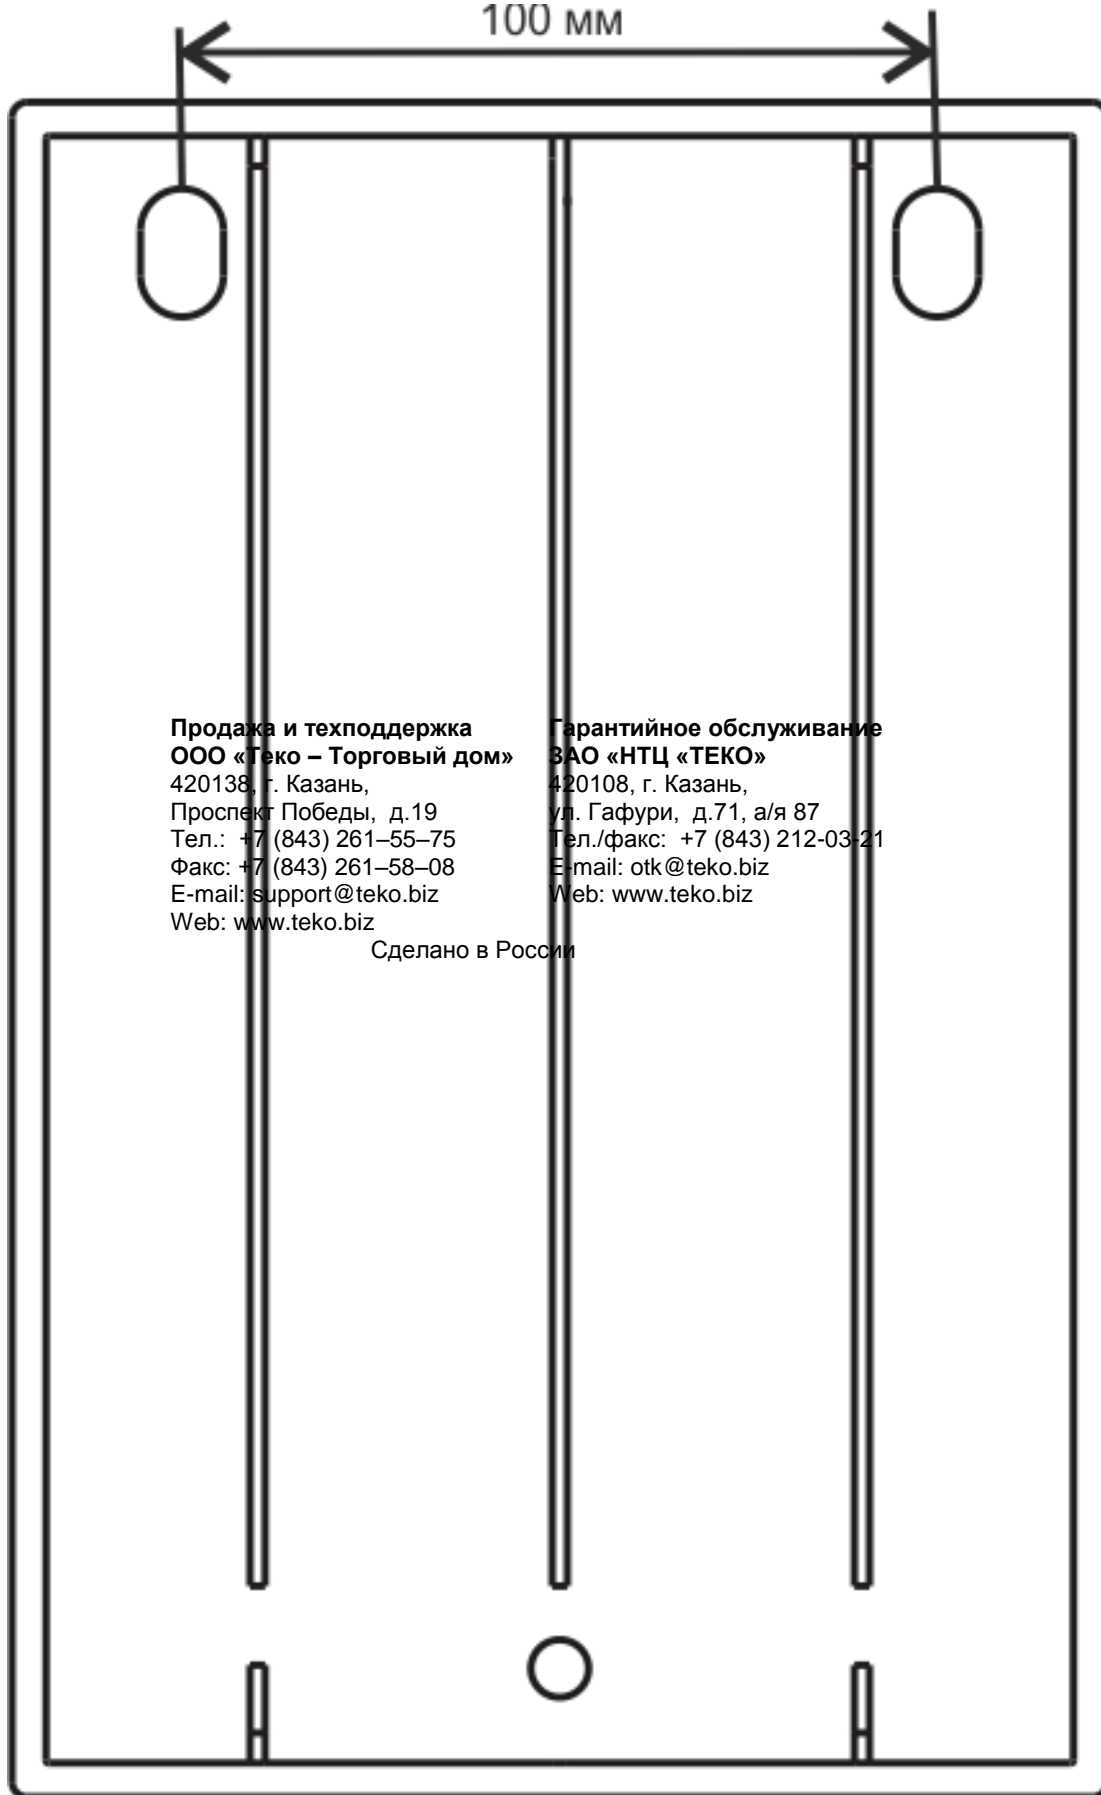 100 мм
Продажа и техподдержка
ООО «Теко – Торговый дом»
420138, г. Казань,
Проспект Победы, д.19
Тел.: +7 (843) 261–55–75
Факс: +7 (843) 261–58–08
E-mail: support@teko.biz
Web: www.teko.biz
Гарантийное обслуживание
ЗАО «НТЦ «ТЕКО»
420108, г. Казань,
ул. Гафури, д.71, а/я 87
Тел./факс: +7 (843) 212-03-21
E-mail: otk@teko.biz
Web: www.teko.biz
Сделано в России